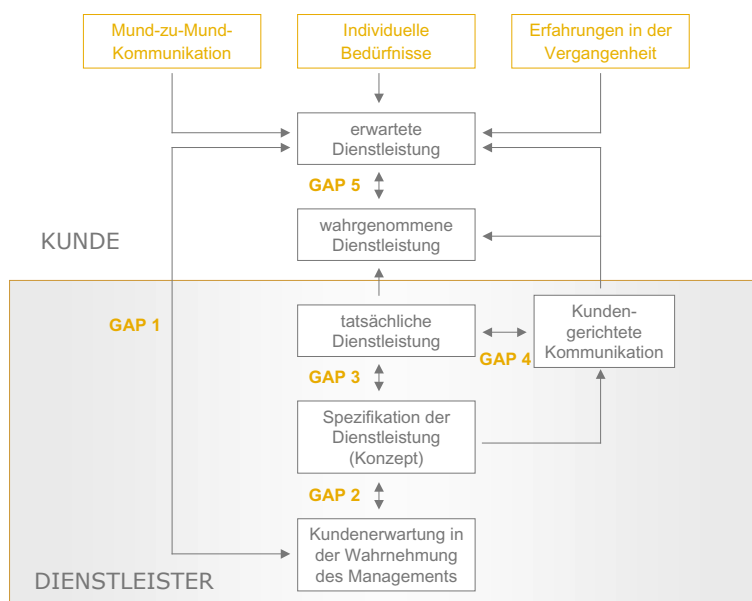 Mund-zu-Mund-
Kommunikation
Individuelle
Bedürfnisse
Erfahrungen in der
Vergangenheit
erwartete
Dienstleistung
GAP 5
wahrgenommene
Dienstleistung
KUNDE
GAP 1
tatsächliche
Dienstleistung
GAP 4
Kunden-
gerichtete
Kommunikation
GAP 3
Spezifikation der
Dienstleistung
(Konzept)
GAP 2
Kundenerwartung in
der Wahrnehmung
des Managements
DIENSTLEISTER